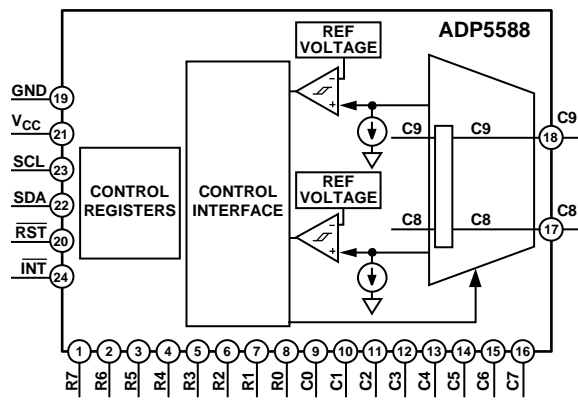 ADP5588
REF
VOLTAGE
GND
19
VCC
21
SCL
23
SDA
22
RST
20
INT
24
CONTROL
REGISTERS
CONTROL
INTERFACE
–
+
C9
C9
18
C9
REF
VOLTAGE
–
+
C8
C8
17
C8
1 2 3 4 5 6 7 8 9 10 11 12 13 14 15 16
R7 R6 R5 R4 R3 R2 R1 R0 C0 C1 C2 C3 C4 C5 C6 C7